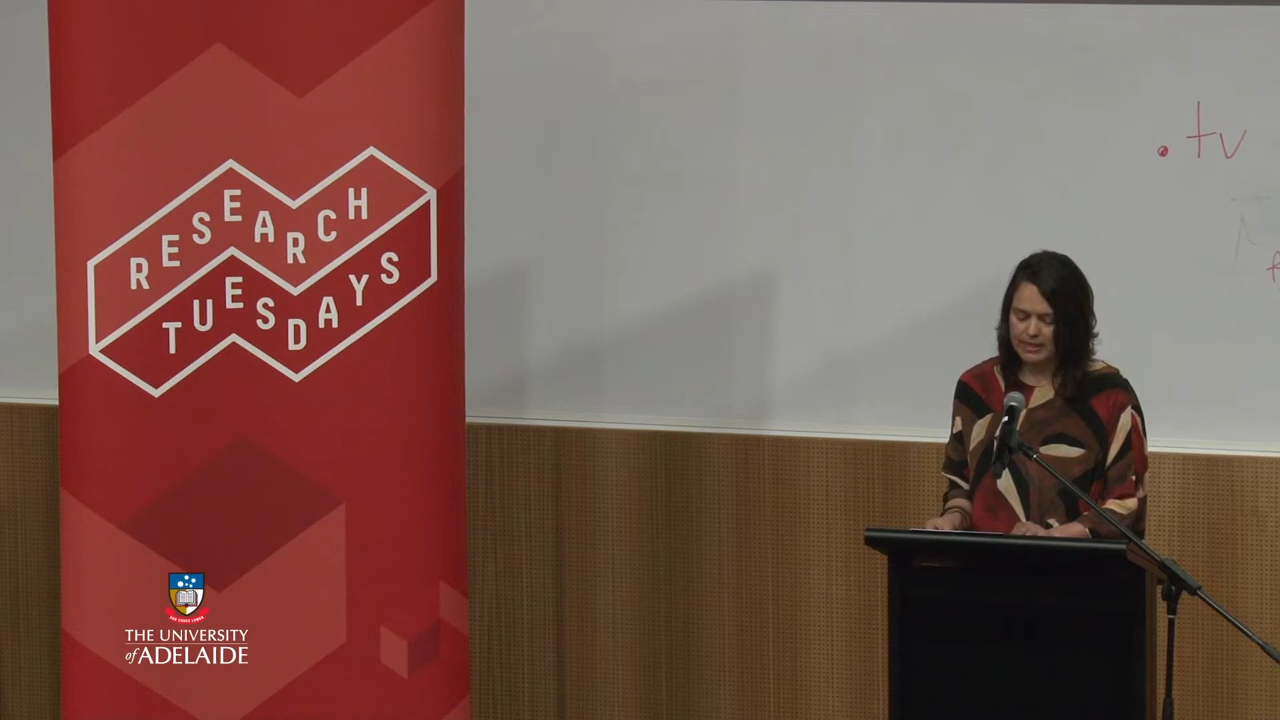 RESEARCH
TUESDAYS
THE UNIVERSITY
of ADELAIDE
.tv